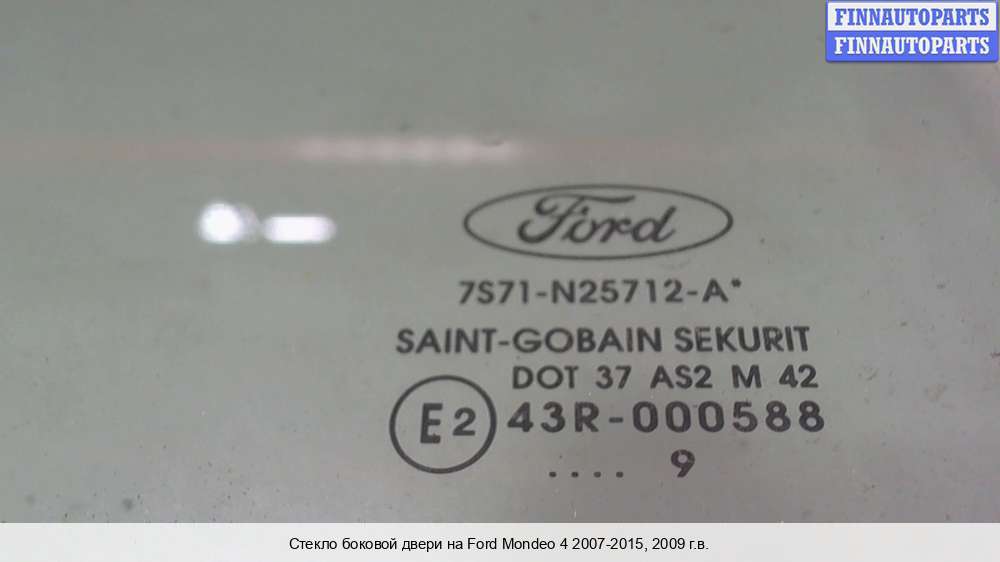 FINNAUTOPARTS
FINNAUTOPARTS
Ford
7S71-N25712-A*
SAINT-GOBAIN SEKURIT
DOT 37 AS2 M 42
E2 43R-000588
.... 9
Стекло боковой двери на Ford Mondeo 4 2007-2015, 2009 г.в.